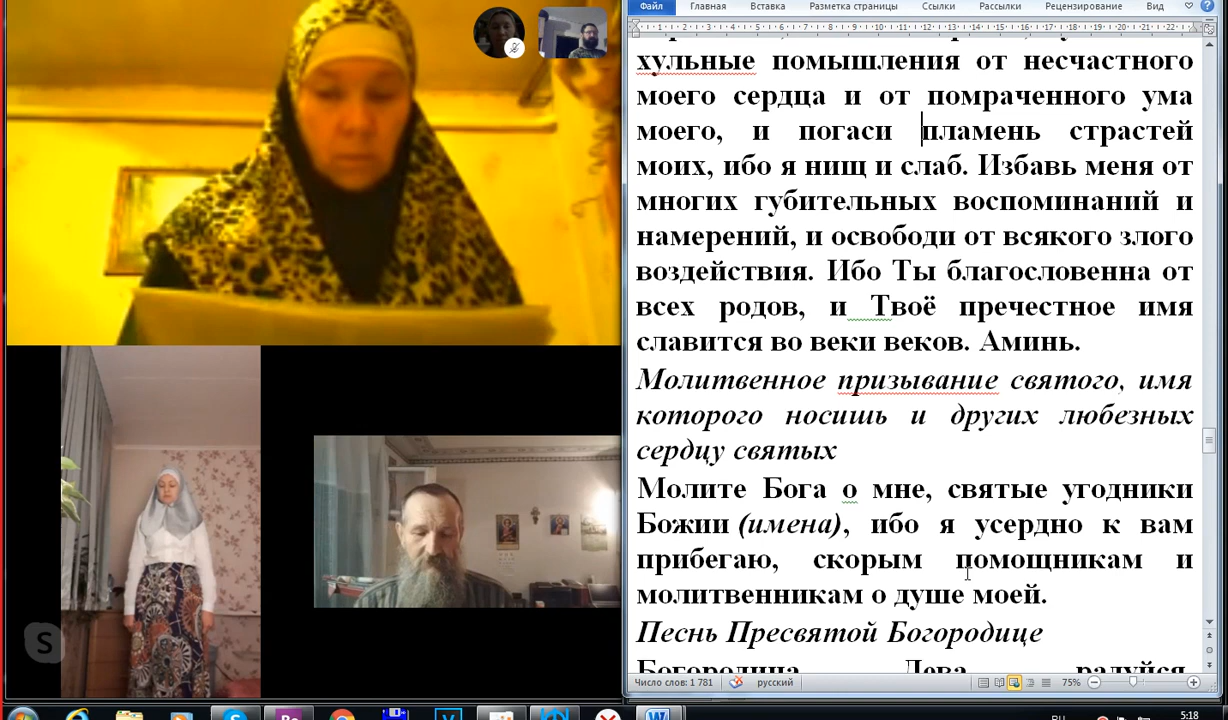 Файл Главная Вставка Разметка страницы Ссылки Рассылки Рецензирование Вид
хульные помышления от несчастного
моего сердца и от помраченного ума
моего, и погаси пламень страстей
моих, ибо я нищ и слаб. Избавь меня от
многих губительных воспоминаний и
намерений, и освободи от всякого злого
воздействия. Ибо Ты благословенна от
всех родов, и Твоё пречестное имя
славится во веки веков. Аминь.
Молитвенное призывание святого, имя
которого носишь и других любезных
сердцу святых
Молите Бога о мне, святые угодники
Божии (имена), ибо я усердно к вам
прибегаю, скорым помощникам и
молитвенникам о душе моей.
Песнь Пресвятой Богородице
Богородица Дева радуйся
Число слов: 1 781 русский 75%
S
RU 5:18